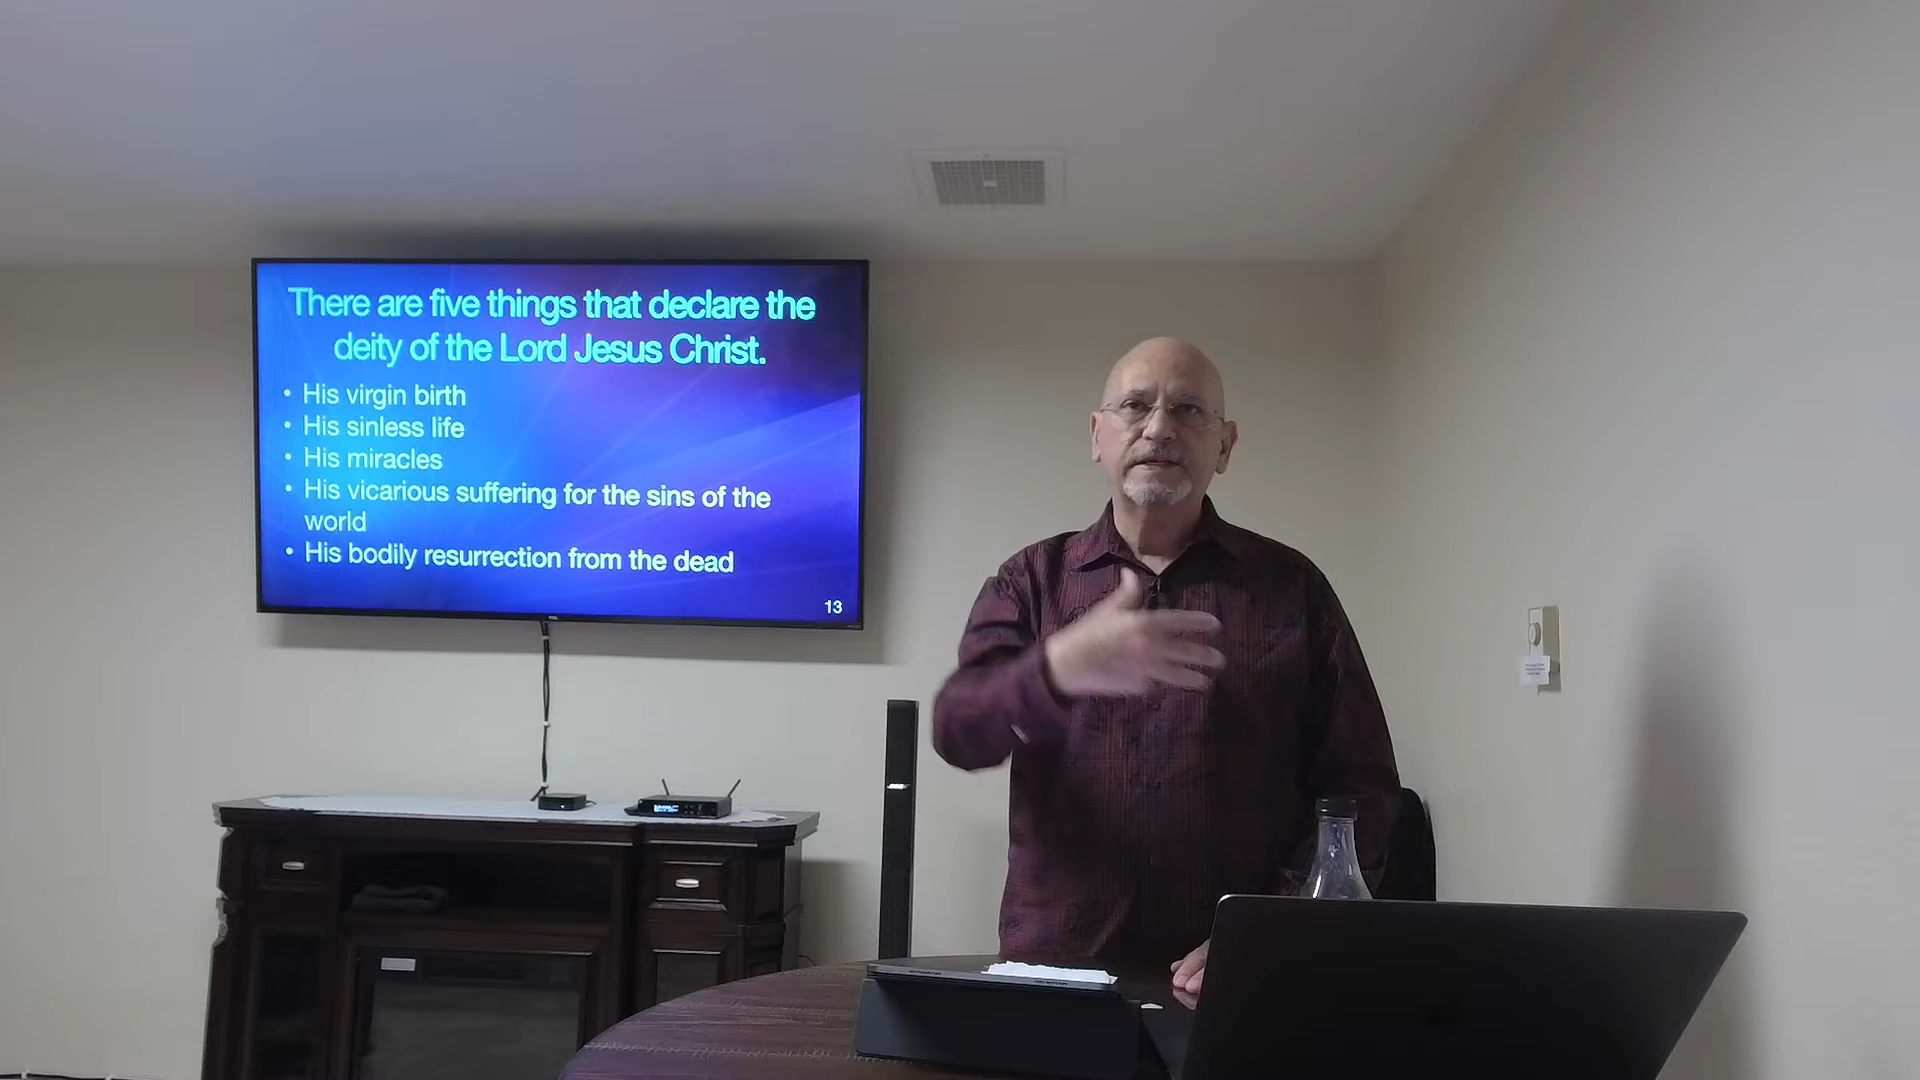 There are five things that declare the
deity of the Lord Jesus Christ.
• His virgin birth
• His sinless life
• His miracles
• His vicarious suffering for the sins of the
world
• His bodily resurrection from the dead
13